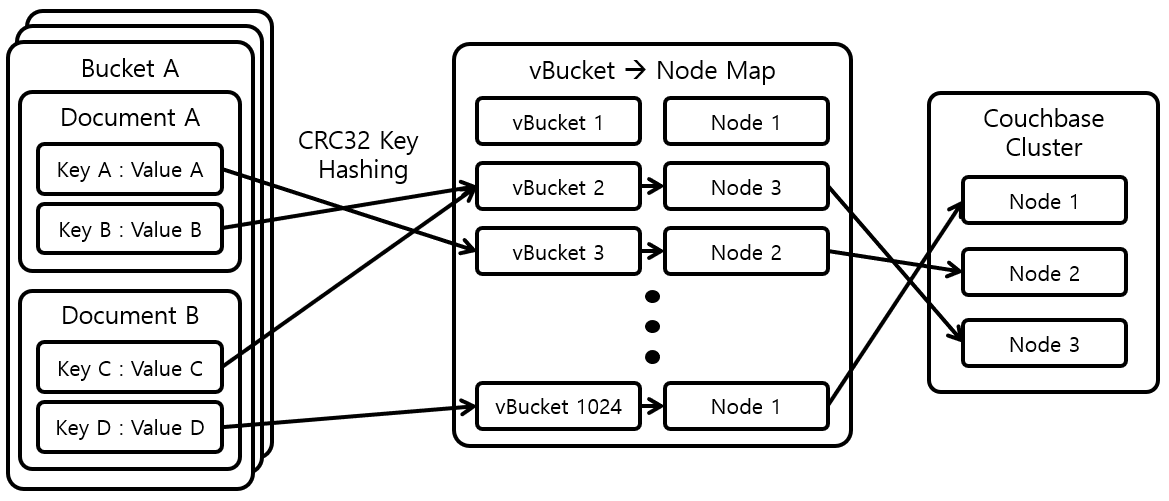 Bucket A
Document A
Key A : Value A
Key B : Value B
Document B
Key C : Value C
Key D : Value D
CRC32 Key
Hashing
vBucket → Node Map
vBucket 1
Node 1
vBucket 2
Node 3
vBucket 3
Node 2
vBucket 1024
Node 1
Couchbase
Cluster
Node 1
Node 2
Node 3